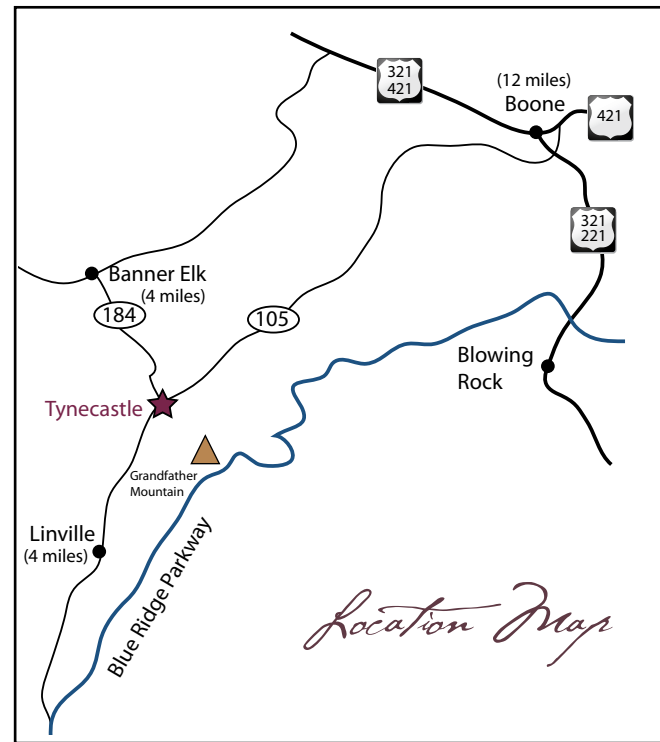 321
421
(12 miles)
Boone
421
321
221
Banner Elk
(4 miles)
184
105
Blowing
Rock
Tynecastle
Grandfather
Mountain
Linville
(4 miles)
Blue Ridge Parkway
Location Map